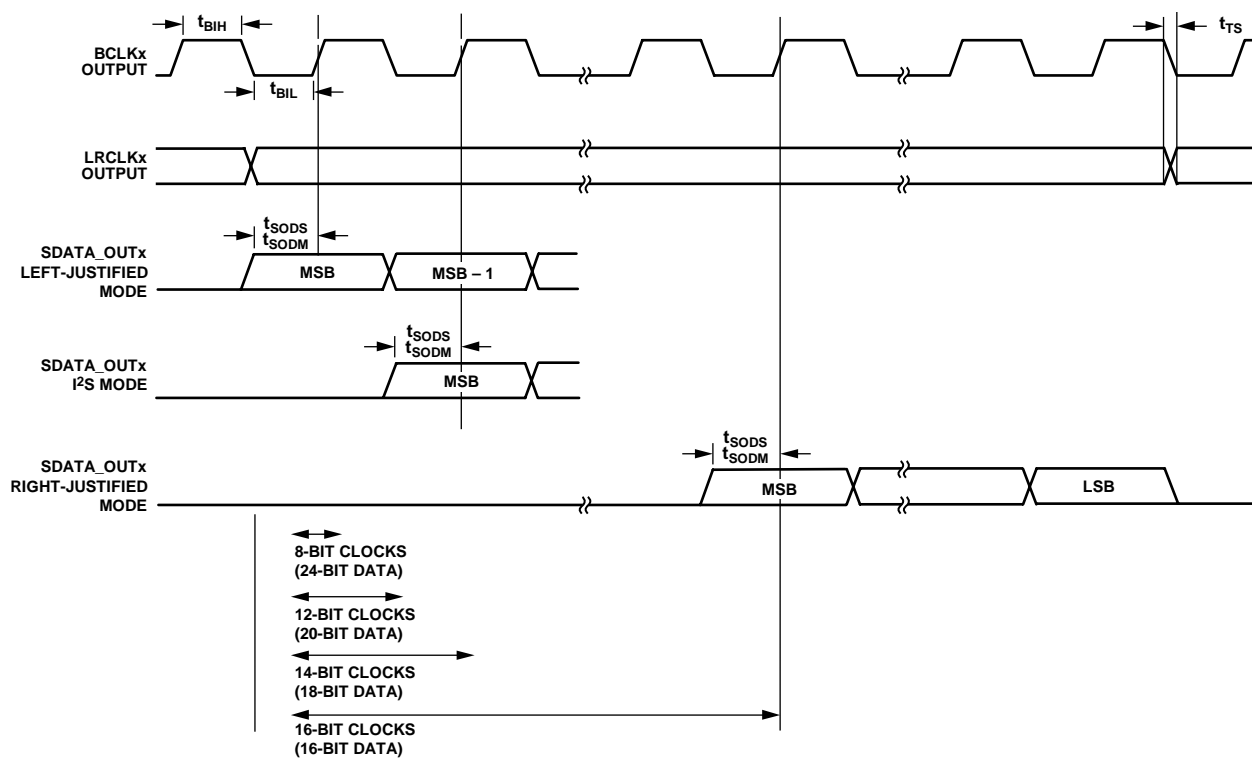 tBIH
tTS
BCLKx
OUTPUT
tBIL
LRCLKx
OUTPUT
tSODS
tSODM
SDATA_OUTx
LEFT-JUSTIFIED
MODE
MSB
MSB – 1
tSODS
tSODM
SDATA_OUTx
I2S MODE
MSB
tSODS
tSODM
SDATA_OUTx
RIGHT-JUSTIFIED
MODE
MSB
LSB
8-BIT CLOCKS
(24-BIT DATA)
12-BIT CLOCKS
(20-BIT DATA)
14-BIT CLOCKS
(18-BIT DATA)
16-BIT CLOCKS
(16-BIT DATA)